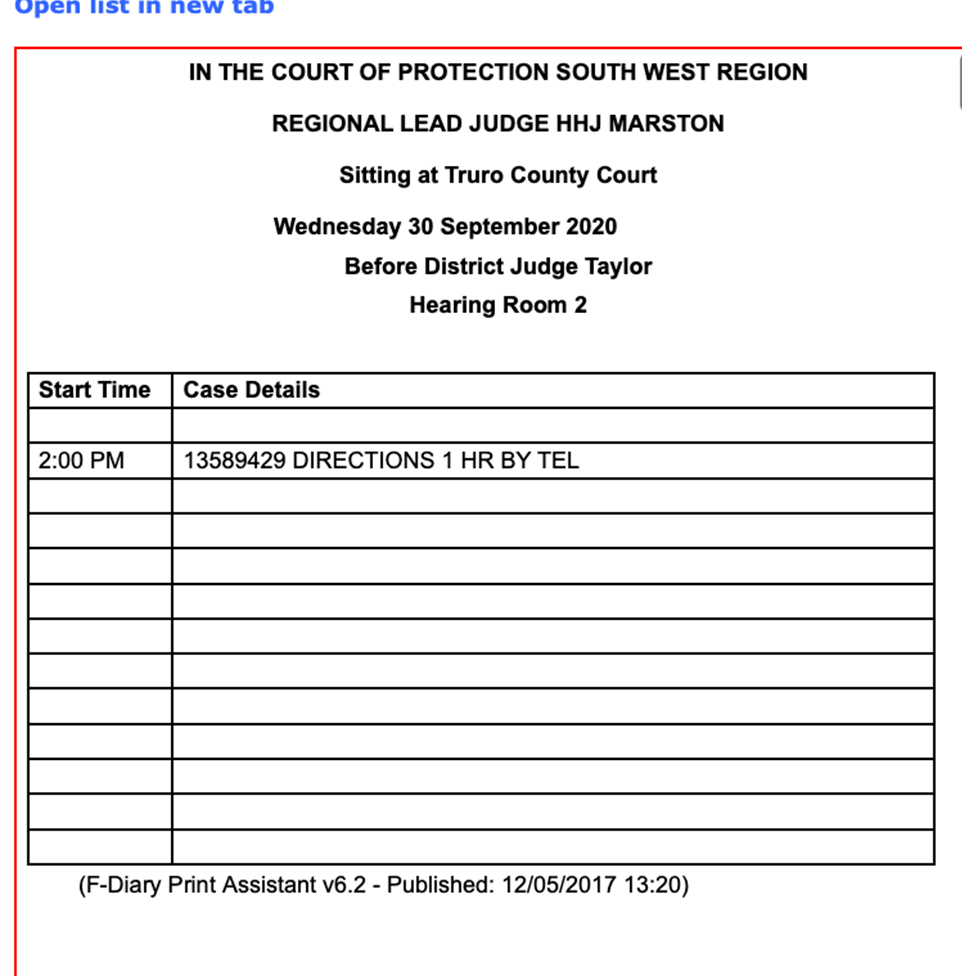 Open list in new tab
IN THE COURT OF PROTECTION SOUTH WEST REGION
REGIONAL LEAD JUDGE HHJ MARSTON
Sitting at Truro County Court
Wednesday 30 September 2020
Before District Judge Taylor
Hearing Room 2
Start Time Case Details
2:00 PM 13589429 DIRECTIONS 1 HR BY TEL
(F-Diary Print Assistant v6.2 - Published: 12/05/2017 13:20)